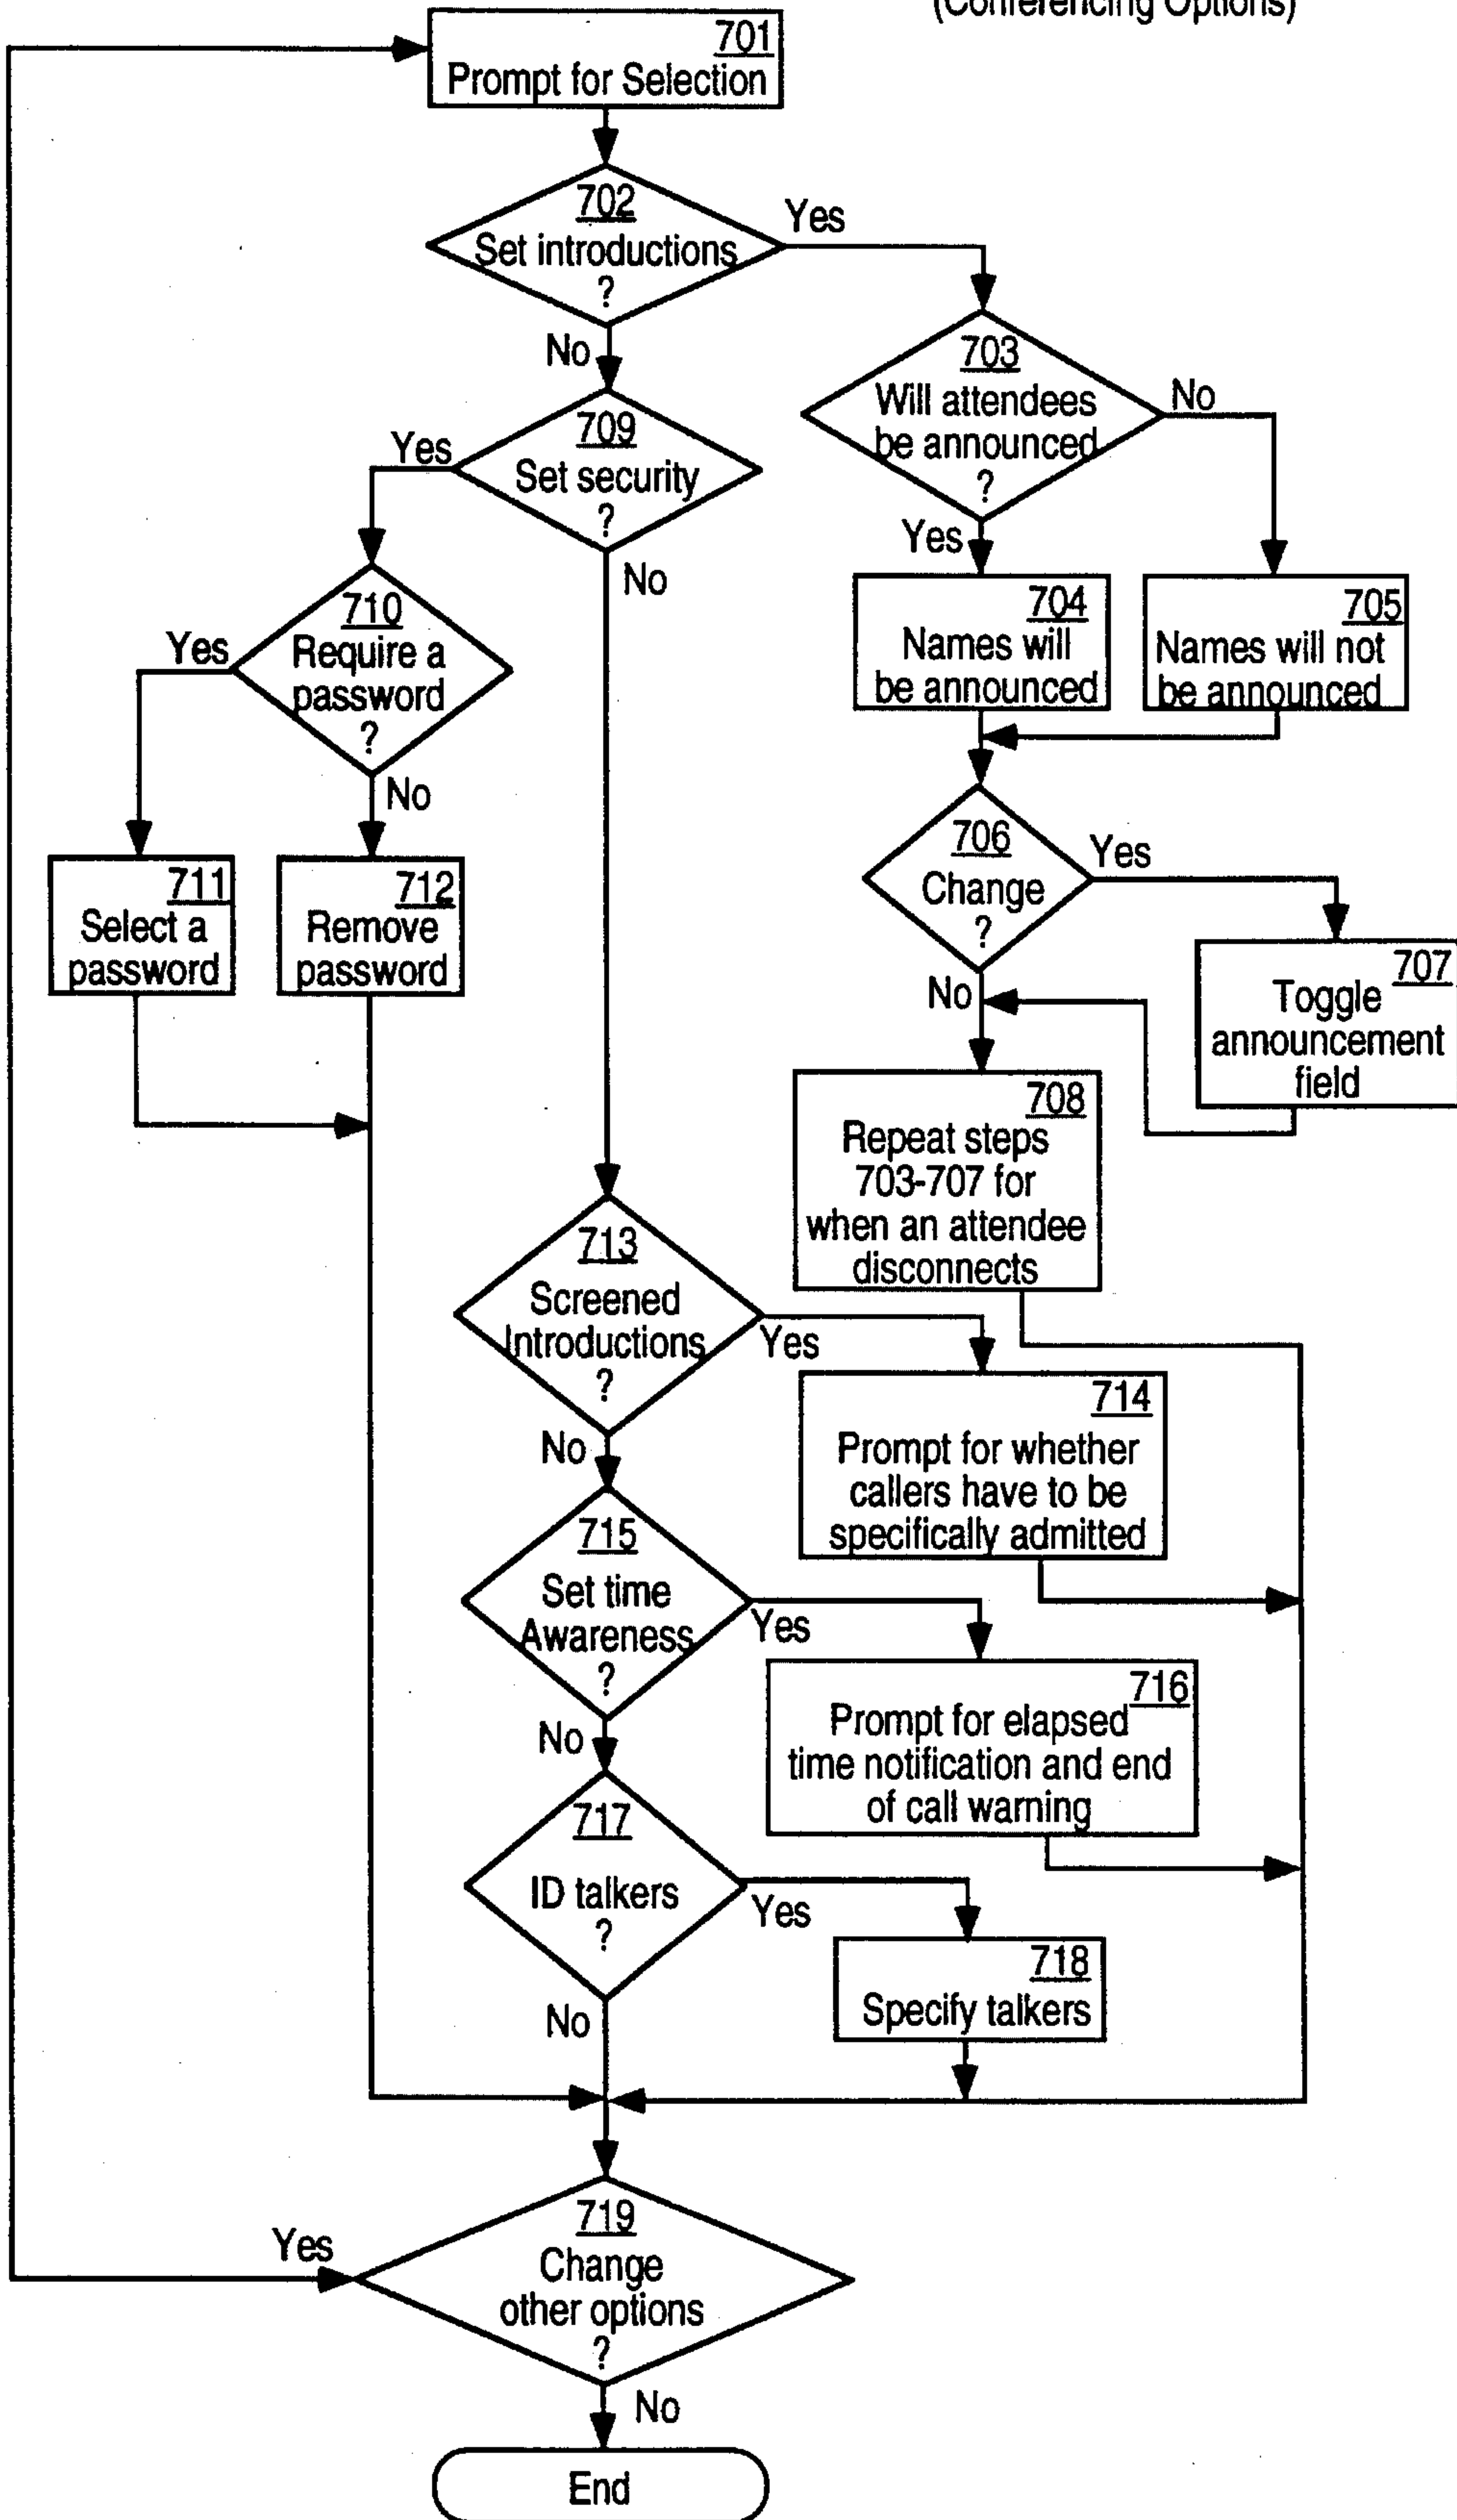 (Conferencing Options)
701
Prompt for Selection
702
Set introductions
?
Yes
No
703
Will attendees
be announced
?
No
Yes
709
Set security
?
Yes
No
704
Names will
be announced
705
Names will not
be announced
710
Require a
password
?
Yes
No
706
Change
?
Yes
No
711
Select a
password
712
Remove
password
707
Toggle
announcement
field
708
Repeat steps
703-707 for
when an attendee
disconnects
713
Screened
Introductions
?
Yes
No
714
Prompt for whether
callers have to be
specifically admitted
715
Set time
Awareness
?
Yes
No
716
Prompt for elapsed
time notification and end
of call warning
717
ID talkers
?
Yes
No
718
Specify talkers
719
Change
other options
?
Yes
No
End